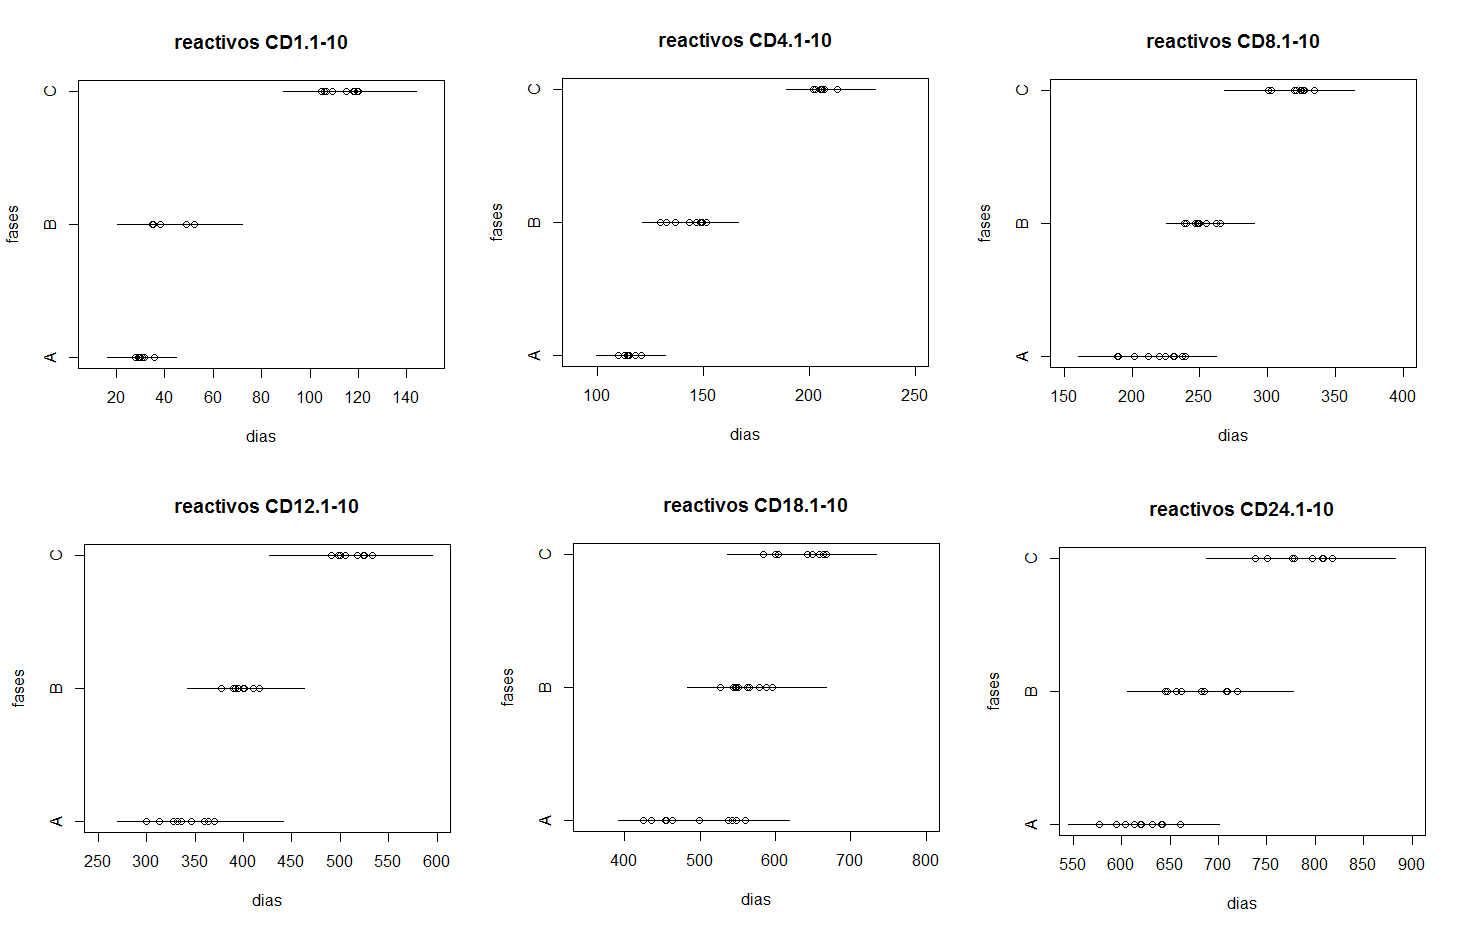 reactivos CD1.1-10
fases
C
B
A
20 40 60 80 100 120 140
dias
reactivos CD4.1-10
fases
C
B
A
100 150 200 250
dias
reactivos CD8.1-10
fases
C
B
A
150 200 250 300 350 400
dias
reactivos CD12.1-10
fases
C
B
A
250 300 350 400 450 500 550 600
dias
reactivos CD18.1-10
fases
C
B
A
400 500 600 700 800
dias
reactivos CD24.1-10
fases
C
B
A
550 600 650 700 750 800 850 900
dias